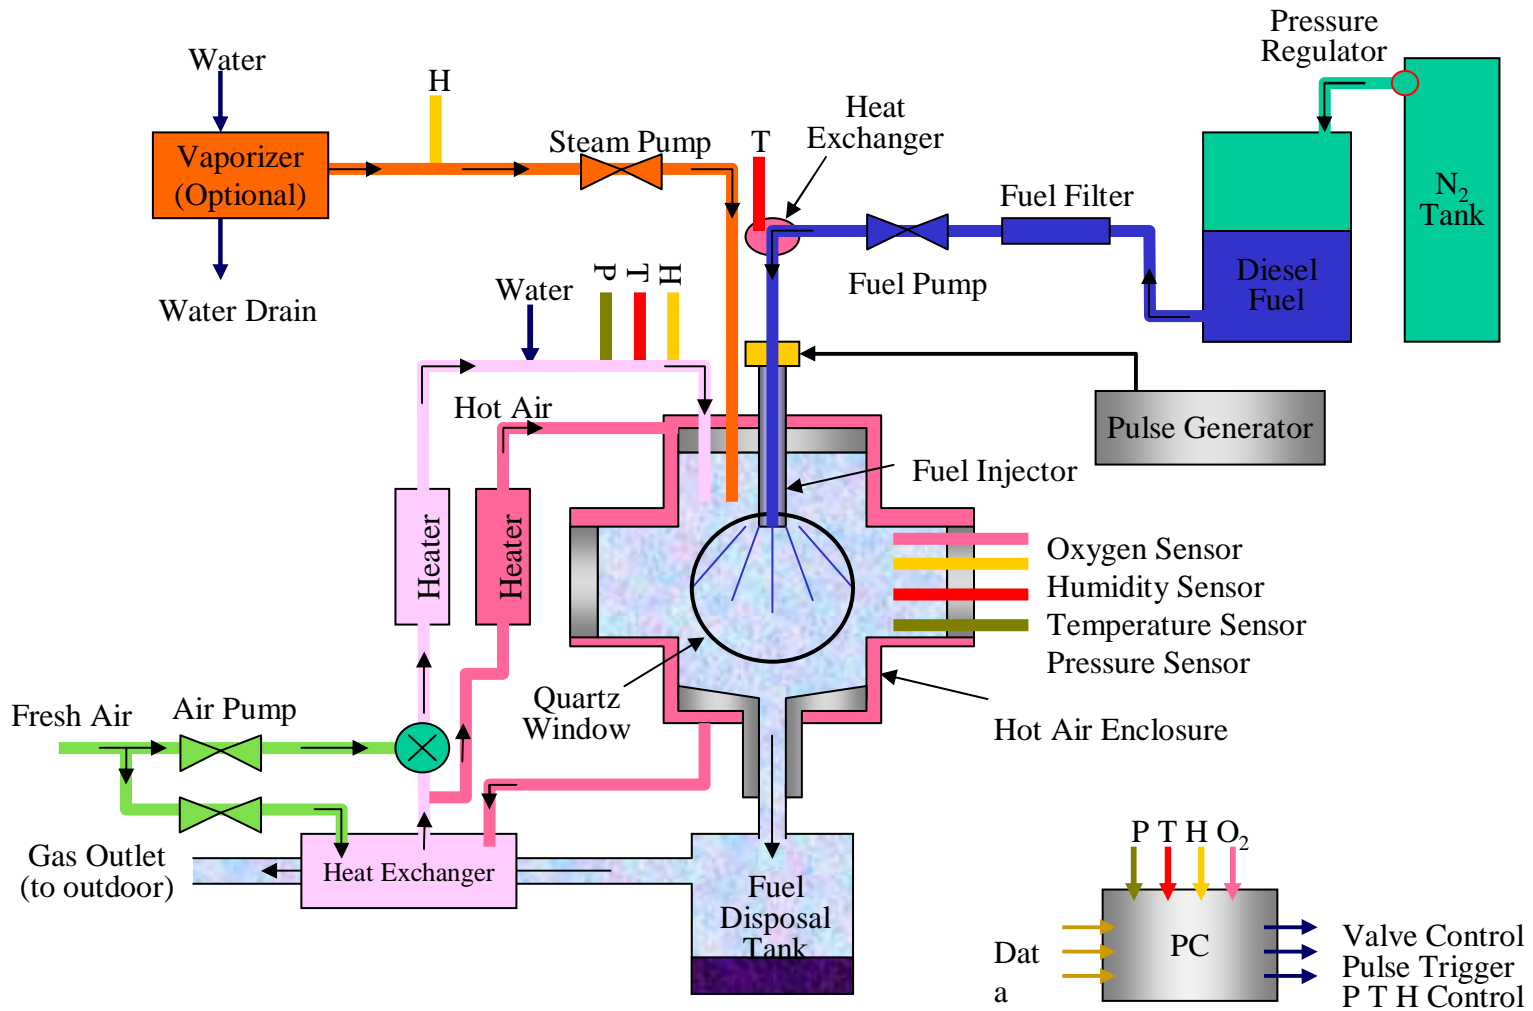 Pressure
Regulator
Water
H
Heat
Exchanger
Steam Pump
T
Vaporizer
(Optional)
Fuel Filter
N2
Tank
Water Drain
Water
P
T
H
Fuel Pump
Diesel
Fuel
Hot Air
Pulse Generator
Fuel Injector
Heater
Heater
Oxygen Sensor
Humidity Sensor
Temperature Sensor
Pressure Sensor
Quartz
Window
Hot Air Enclosure
Fresh Air
Air Pump
Gas Outlet
(to outdoor)
Heat Exchanger
Fuel
Disposal
Tank
P T H O2
PC
Dat
a
Valve Control
Pulse Trigger
P T H Control